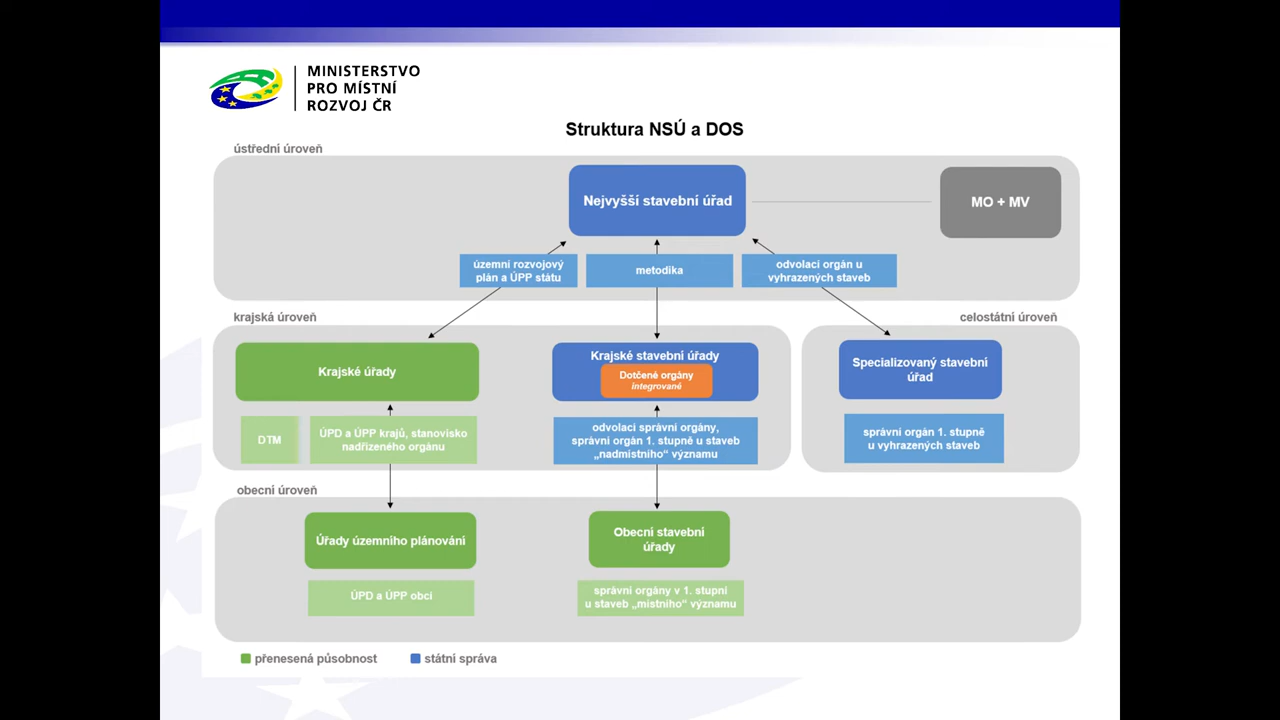 MINISTERSTVO
PRO MÍSTNÍ
ROZVOJ ČR
Struktura NSÚ a DOS
ústřední úroveň
Nejvyšší stavební úřad
MO + MV
územní rozvojový
plán a ÚPP státu
metodika
odvolací orgán u
vyhrazených staveb
krajská úroveň
celostátní úroveň
Krajské úřady
Krajské stavební úřady
Dotčené orgány
integrované
Specializovaný stavební
úřad
DTM
ÚPD a ÚPP krajů, stanovisko
nadřízeného orgánu
odvolací správní orgány,
správní orgán 1. stupně u staveb
„nadmístního“ významu
správní orgán 1. stupně
u vyhrazených staveb
obecní úroveň
Úřady územního plánování
Obecní stavební
úřady
ÚPD a ÚPP obcí
správní orgány v 1. stupni
u staveb „místního“ významu
přenesená působnost
státní správa